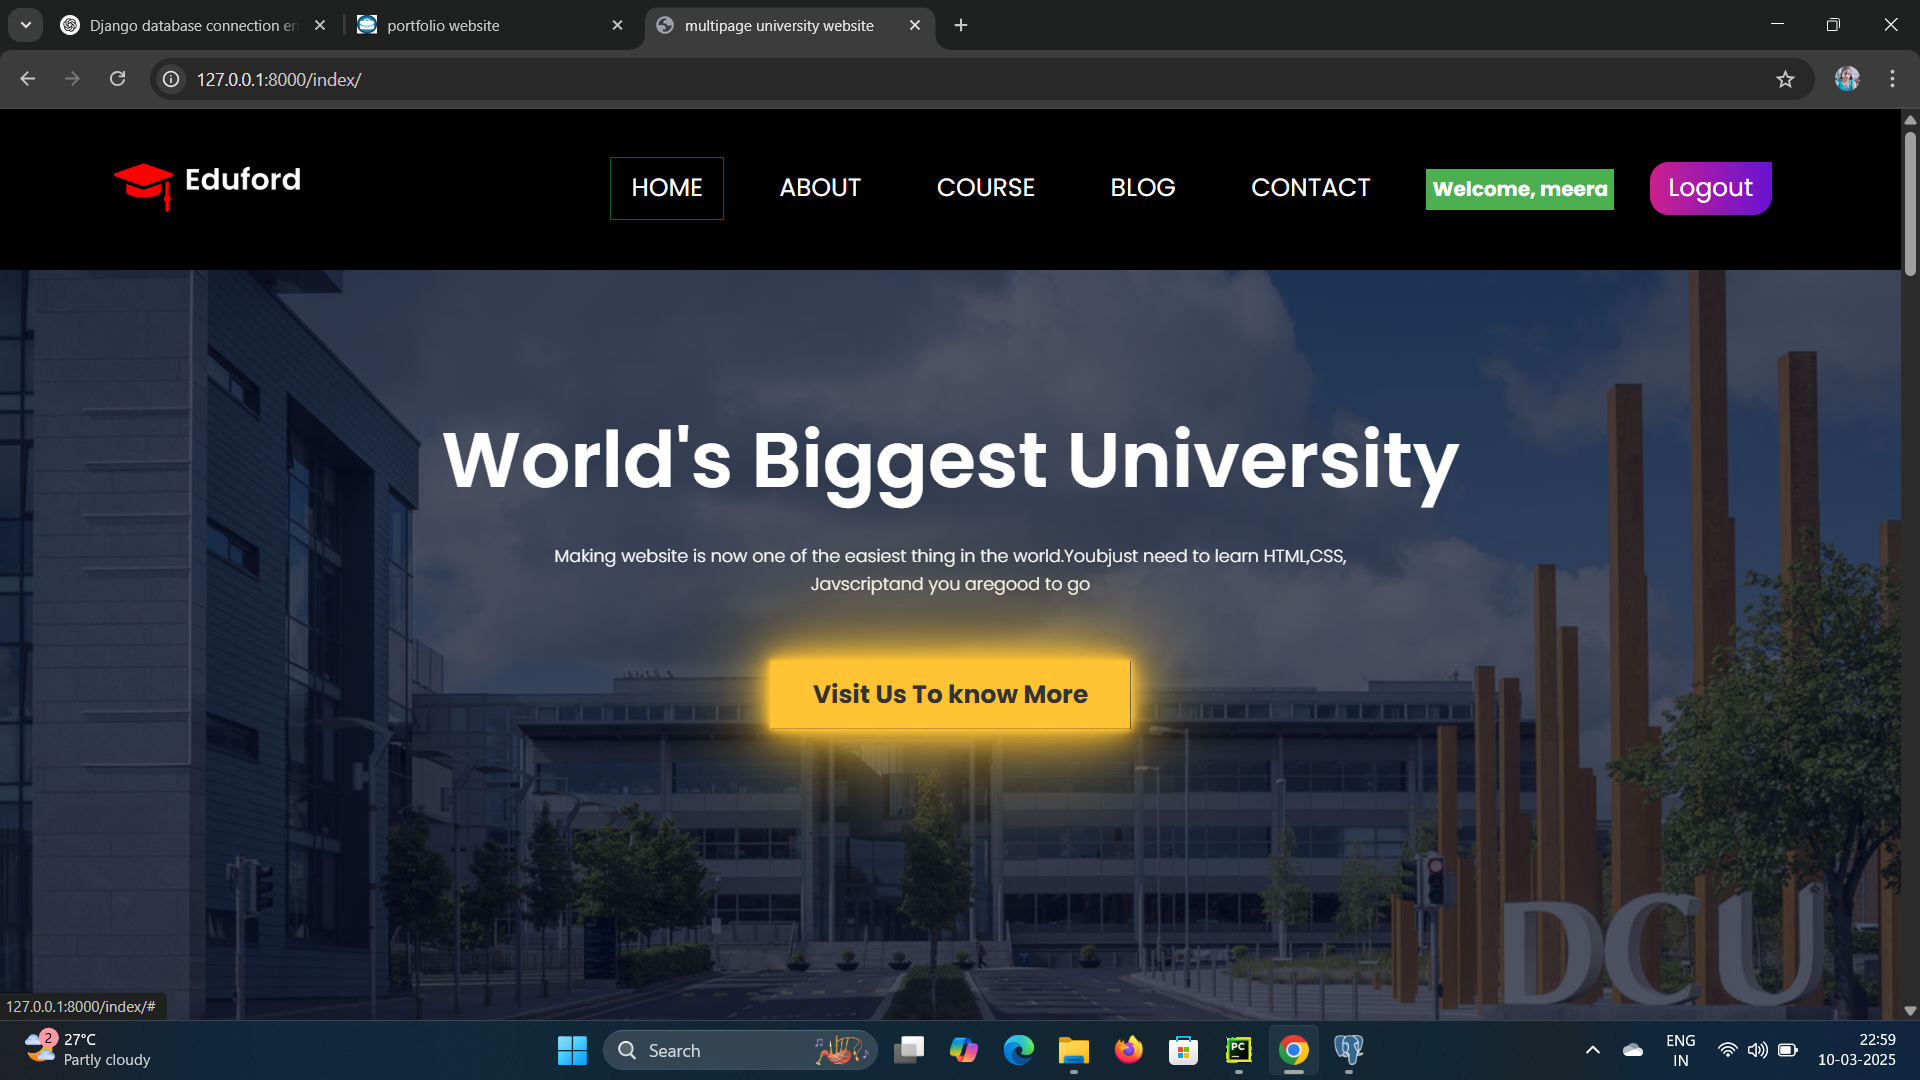 Django database connection er
portfolio website
multipage university website
127.0.0.1:8000/index/
Eduford
HOME
ABOUT
COURSE
BLOG
CONTACT
Welcome, meera
Logout
World's Biggest University
Making website is now one of the easiest thing in the world.Youbjust need to learn HTML,CSS,
Javscriptand you aregood to go
Visit Us To know More
DCU
127.0.0.1:8000/index/#
2
27°C
Partly cloudy
Search
PC
ENG
IN
22:59
10-03-2025